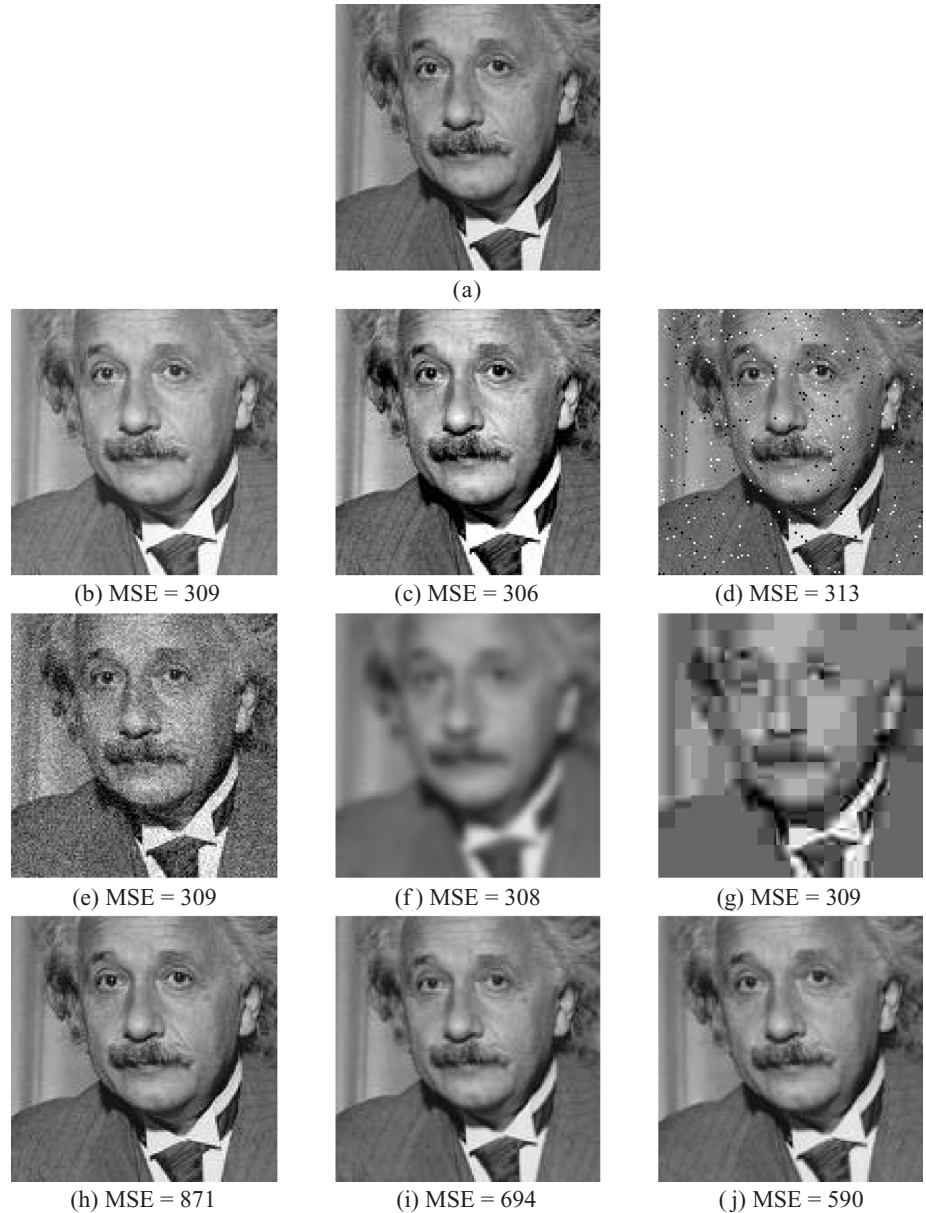 (a)
(b) MSE = 309
(c) MSE = 306
(d) MSE = 313
(e) MSE = 309
(f) MSE = 308
(g) MSE = 309
(h) MSE = 871
(i) MSE = 694
(j) MSE = 590